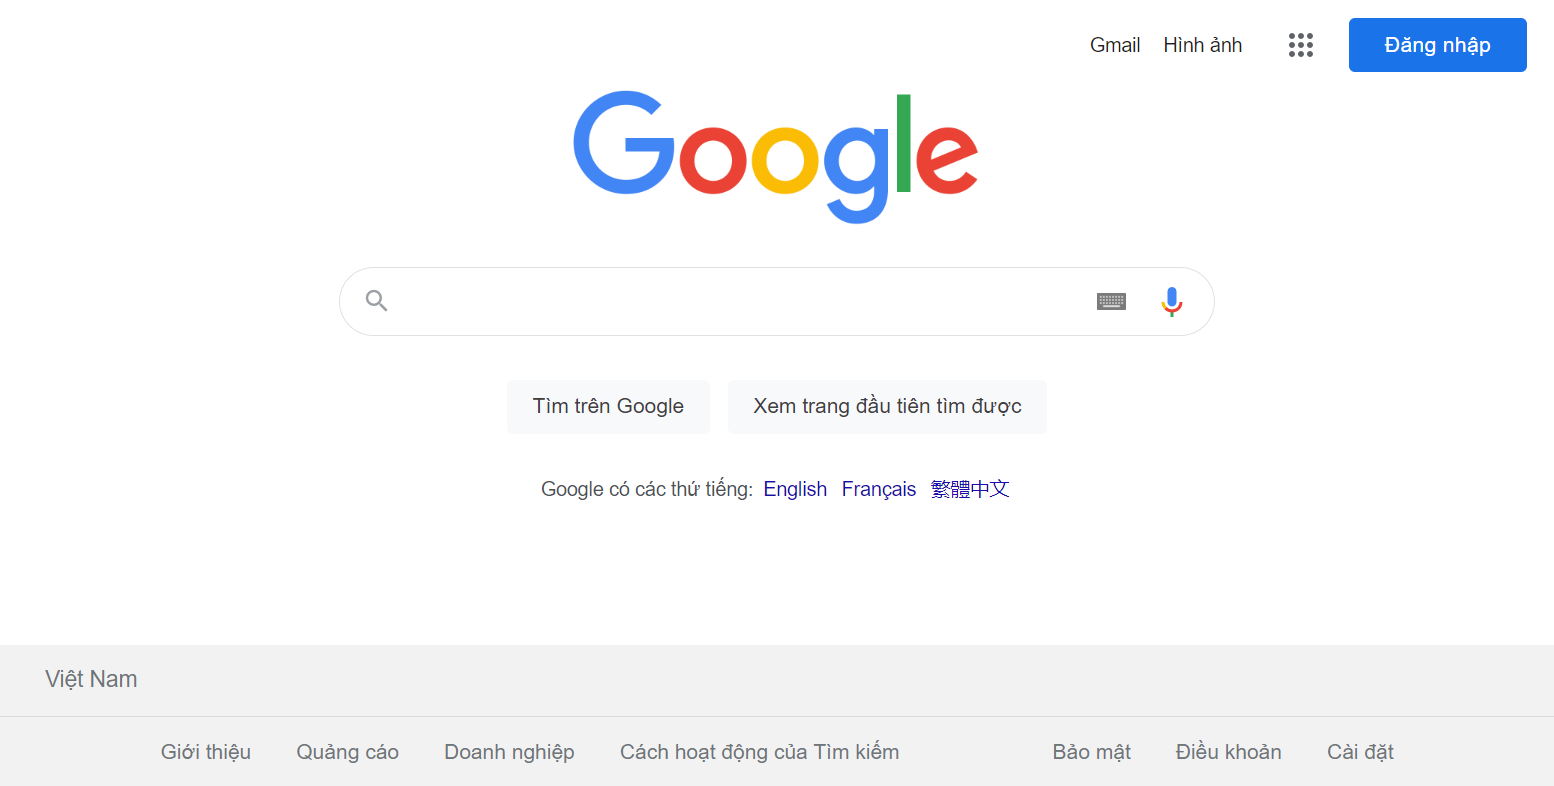 Gmail Hình ảnh Đăng nhập
Google
Tìm trên Google Xem trang đầu tiên tìm được
Google có các thứ tiếng: English Français 繁體中文
Việt Nam
Giới thiệu Quảng cáo Doanh nghiệp Cách hoạt động của Tìm kiếm Bảo mật Điều khoản Cài đặt